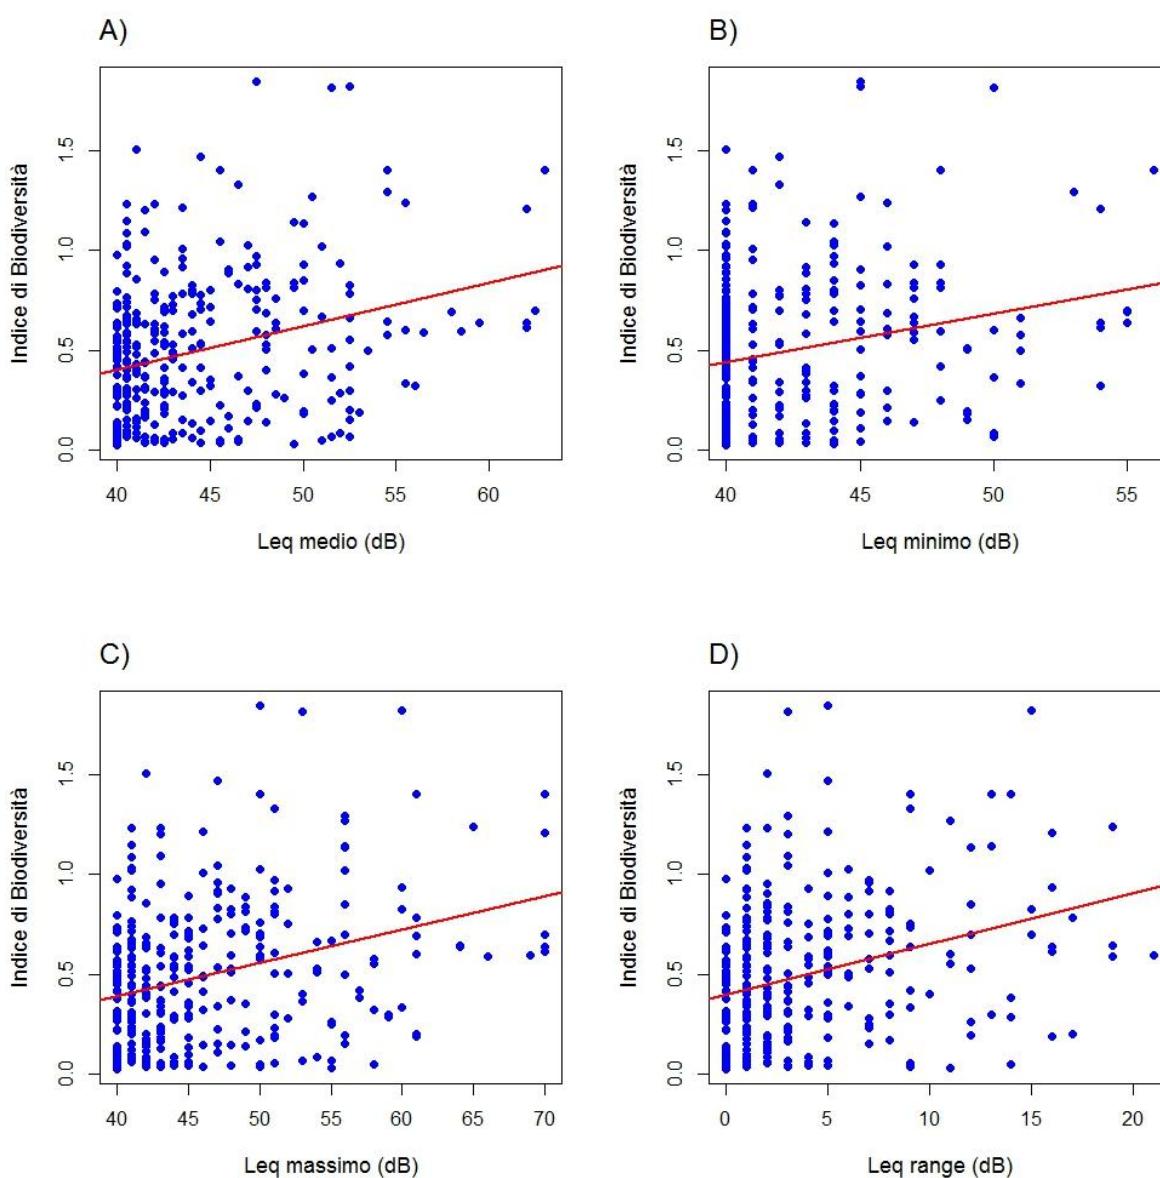 A)
Indice di Biodiversità
1.5
1.0
0.5
0.0
40 45 50 55 60
Leq medio (dB)
B)
Indice di Biodiversità
1.5
1.0
0.5
0.0
40 45 50 55
Leq minimo (dB)
C)
Indice di Biodiversità
1.5
1.0
0.5
0.0
40 45 50 55 60 65 70
Leq massimo (dB)
D)
Indice di Biodiversità
1.5
1.0
0.5
0.0
0 5 10 15 20
Leq range (dB)